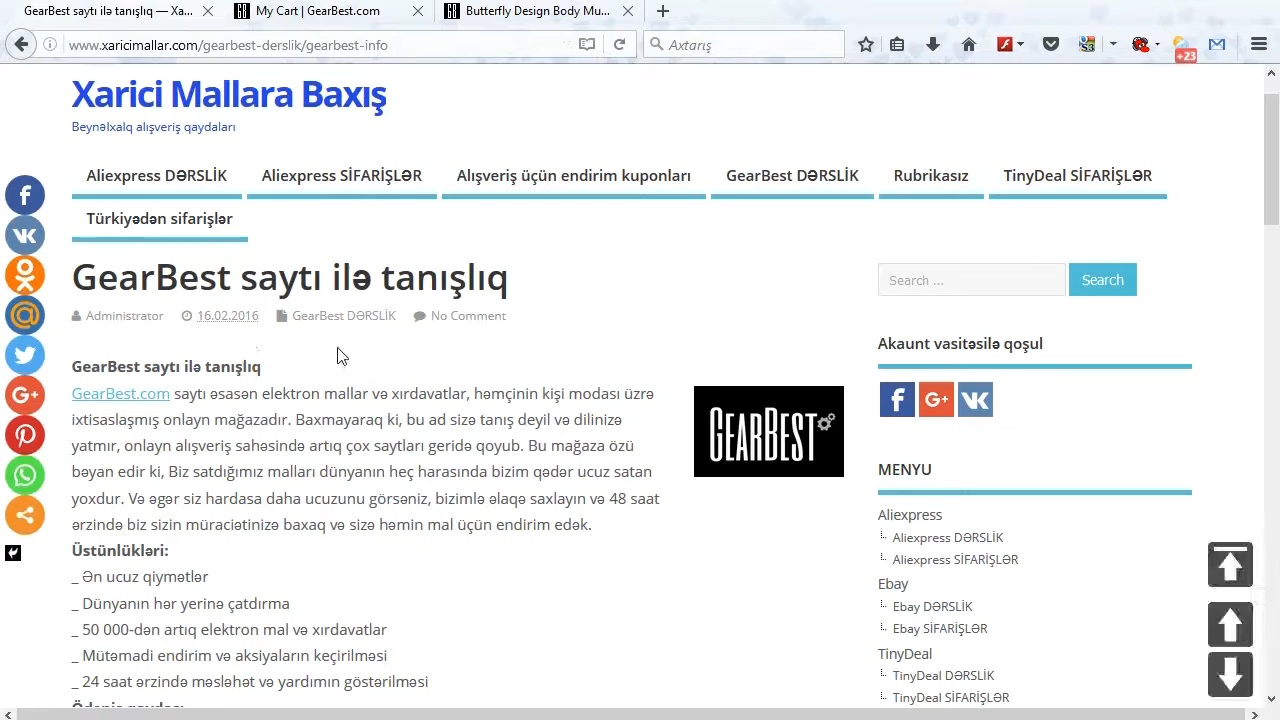 GearBest saytı ilə tanışlıq — Xa...
My Cart | GearBest.com
Butterfly Design Body Mu...
www.xaricimallar.com/gearbest-derslik/gearbest-info
Axtarış
+23
Xarici Mallara Baxış
Beynəlxalq alışveriş qaydaları
Aliexpress DƏRSLİK
Aliexpress SİFARİŞLƏR
Alışveriş üçün endirim kuponları
GearBest DƏRSLİK
Rubrikasız
TinyDeal SİFARİŞLƏR
Türkiyədən sifarişlər
GearBest saytı ilə tanışlıq
Administrator
16.02.2016
GearBest DƏRSLİK
No Comment
GearBest saytı ilə tanışlıq
GearBest.com saytı əsasən elektron mallar və xırdavatlar, həmçinin kişi modası üzrə
ixtisaslaşmış onlayn mağazadır. Baxmayaraq ki, bu ad sizə tanış deyil və dilinizə
yatmır, onlayn alışveriş sahəsində artıq çox saytları geridə qoyub. Bu mağaza özü
bəyan edir ki, Biz satdığımız malları dünyanın heç harasında bizim qədər ucuz satan
yoxdur. Və əgər siz hardasa daha ucuzunu görsəniz, bizimlə əlaqə saxlayın və 48 saat
ərzində biz sizin müraciətinizə baxaq və sizə həmin mal üçün endirim edək.
Üstünlükləri:
_ Ən ucuz qiymətlər
_ Dünyanın hər yerinə çatdırma
_ 50 000-dən artıq elektron mal və xırdavatlar
_ Mütəmadi endirim və aksiyaların keçirilməsi
_ 24 saat ərzində məsləhət və yardımın göstərilməsi
Ödəniş qaydası:
GEARBEST
Search ...
Search
Akaunt vasitəsilə qoşul
MENYU
Aliexpress
Aliexpress DƏRSLİK
Aliexpress SİFARİŞLƏR
Ebay
Ebay DƏRSLİK
Ebay SİFARİŞLƏR
TinyDeal
TinyDeal DƏRSLİK
TinyDeal SİFARİŞLƏR